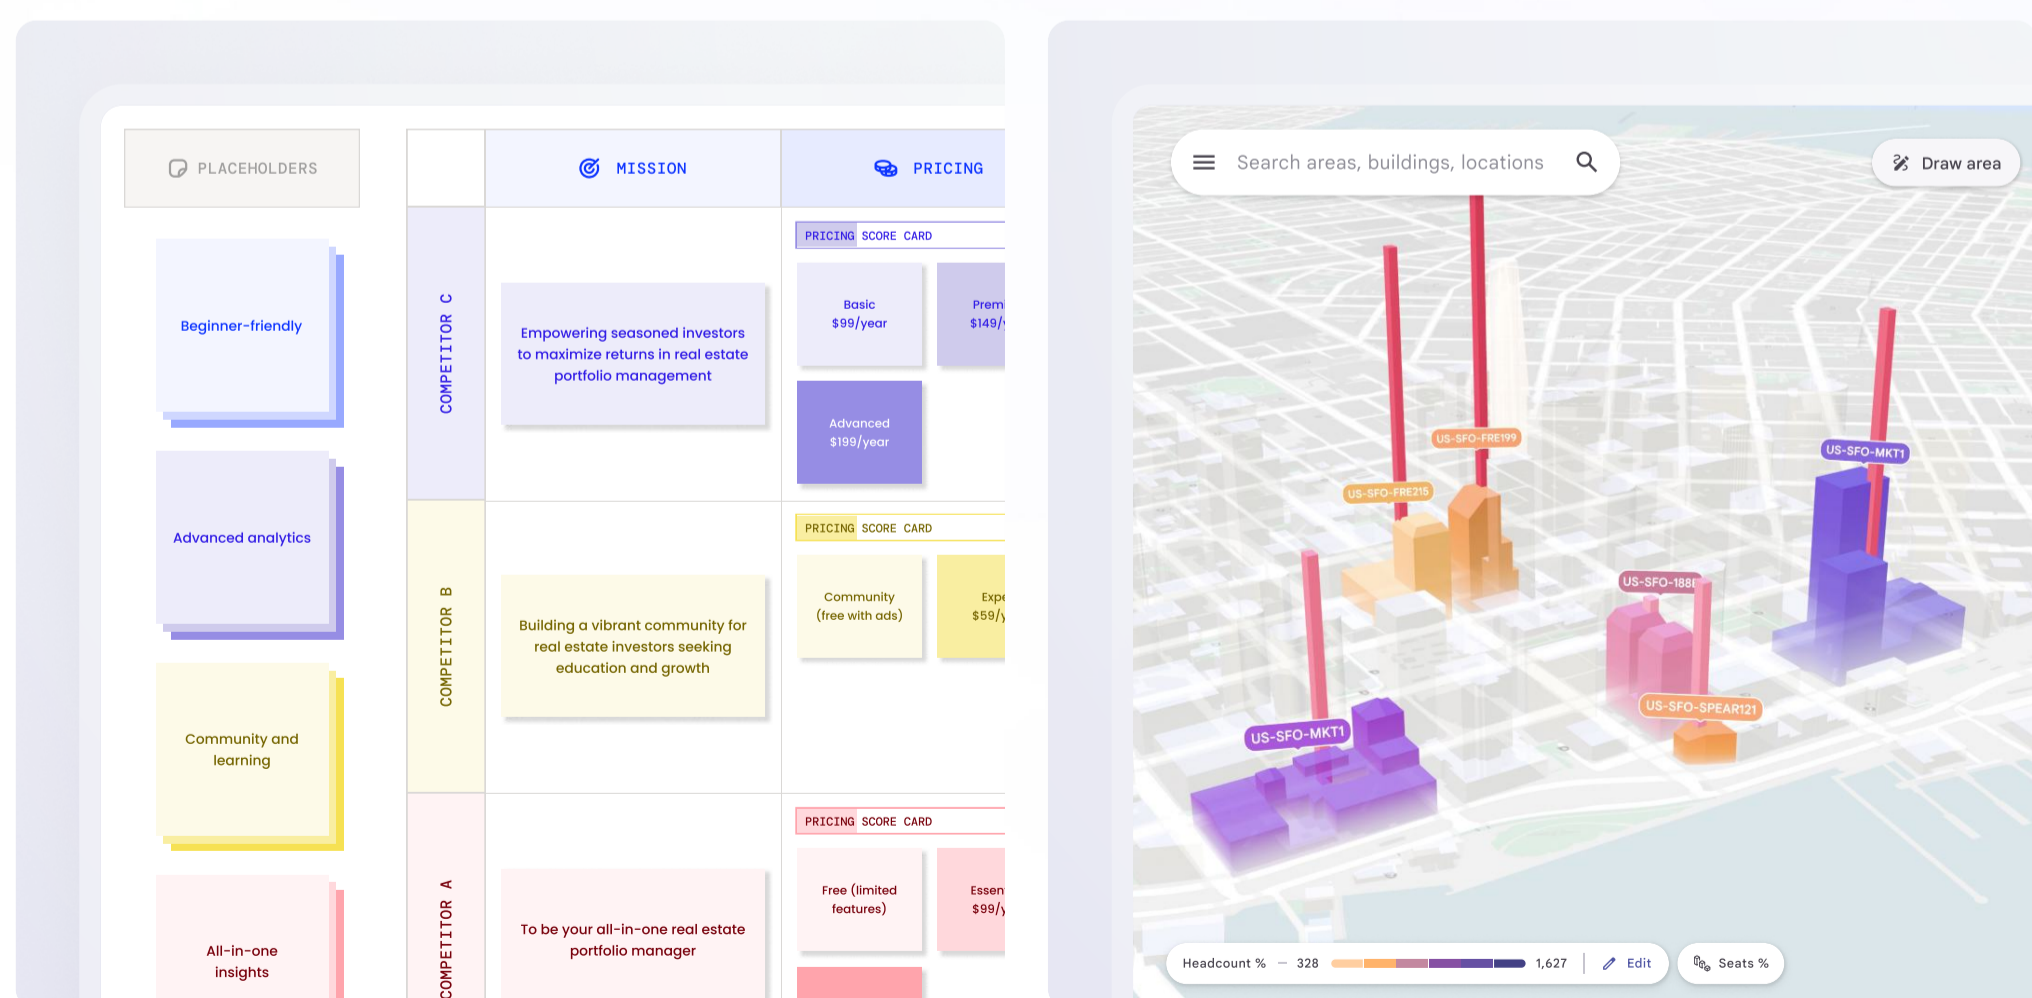 PLACEHOLDERS
Beginner-friendly
Advanced analytics
Community and
learning
All-in-one
insights
MISSION
PRICING
COMPETITOR C
Empowering seasoned investors
to maximize returns in real estate
portfolio management
PRICING SCORE CARD
Basic
$99/year
Advanced
$199/year
COMPETITOR B
Building a vibrant community for
real estate investors seeking
education and growth
PRICING SCORE CARD
Community
(free with ads)
COMPETITOR A
To be your all-in-one real estate
portfolio manager
PRICING SCORE CARD
Free (limited
features)
Search areas, buildings, locations
Draw area
US-SFO-FRE199
US-SFO-MKT1
US-SFO-FRE215
US-SFO-SPEAR121
US-SFO-MKT1
Headcount % – 328
1,627
Edit
Seats %